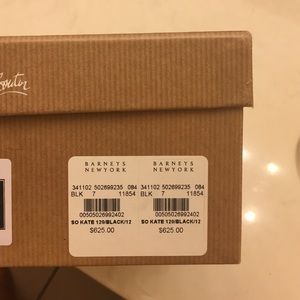 BARNEYS
NEWYORK
341102 502699235 084
BLK 7 11854
00505026992402
SO KATE 120/BLACK/12
$625.00
BARNEYS
NEWYORK
341102 502699235 084
BLK 7 11854
00505026992402
SO KATE 120/BLACK/12
$625.00